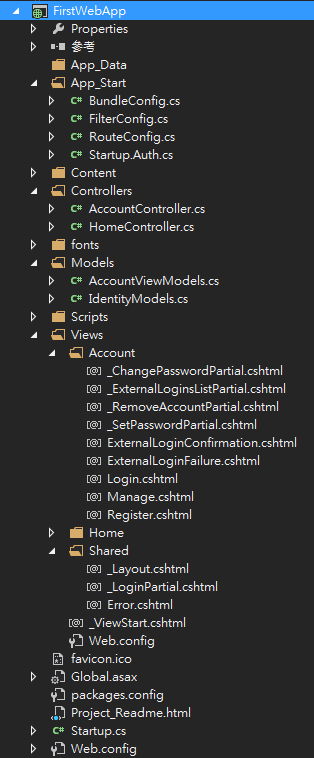 FirstWebApp
Properties
參考
App_Data
App_Start
C# BundleConfig.cs
C# FilterConfig.cs
C# RouteConfig.cs
C# Startup.Auth.cs
Content
Controllers
C# AccountController.cs
C# HomeController.cs
fonts
Models
C# AccountViewModels.cs
C# IdentityModels.cs
Scripts
Views
Account
[@] _ChangePasswordPartial.cshtml
[@] _ExternalLoginsListPartial.cshtml
[@] _RemoveAccountPartial.cshtml
[@] _SetPasswordPartial.cshtml
[@] ExternalLoginConfirmation.cshtml
[@] ExternalLoginFailure.cshtml
[@] Login.cshtml
[@] Manage.cshtml
[@] Register.cshtml
Home
Shared
[@] _Layout.cshtml
[@] _LoginPartial.cshtml
[@] Error.cshtml
[@] _ViewStart.cshtml
Web.config
favicon.ico
Global.asax
packages.config
Project_Readme.html
C# Startup.cs
Web.config